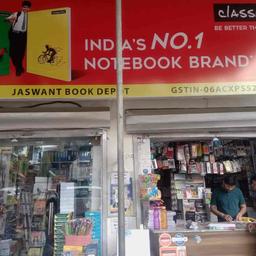 class
BE BETTER TH
INDIA'S NO.1
NOTEBOOK BRAND
JASWANT BOOK DEPOT
GSTIN-06ACXPS52